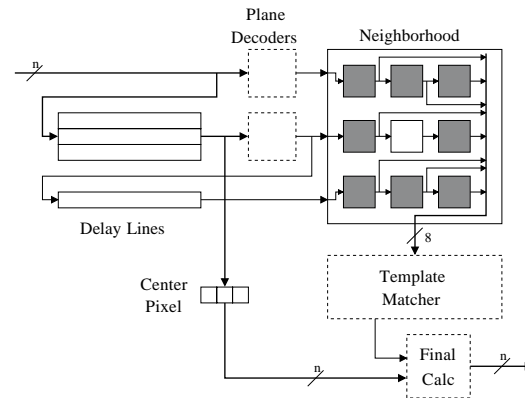 Plane
Decoders
Neighborhood
n
Delay Lines
8
Center
Pixel
Template
Matcher
n
Final
Calc
n